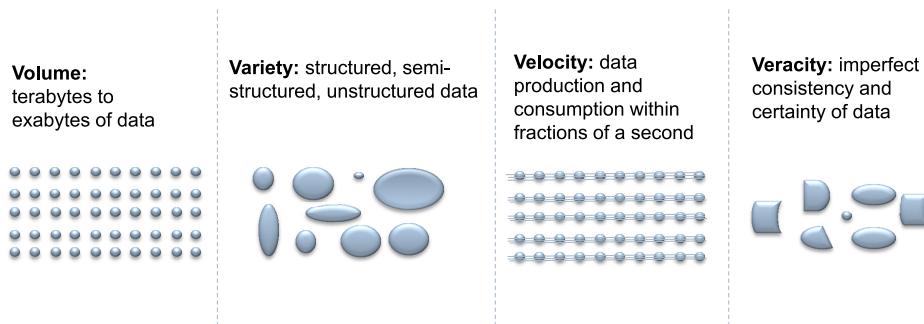 Volume:
terabytes to
exabytes of data
Variety: structured, semi-
structured, unstructured data
Velocity: data
production and
consumption within
fractions of a second
Veracity: imperfect
consistency and
certainty of data